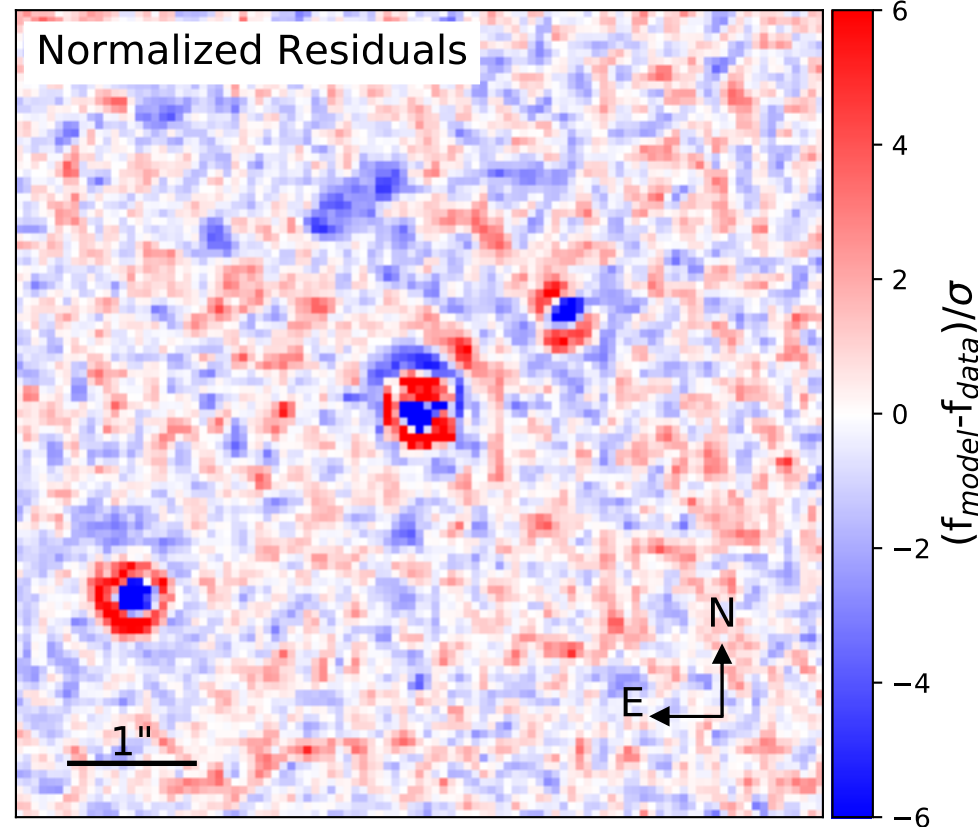 Normalized Residuals
6
4
2
0
−2
−4
−6
(f_model-f_data)/σ
N
E
1"